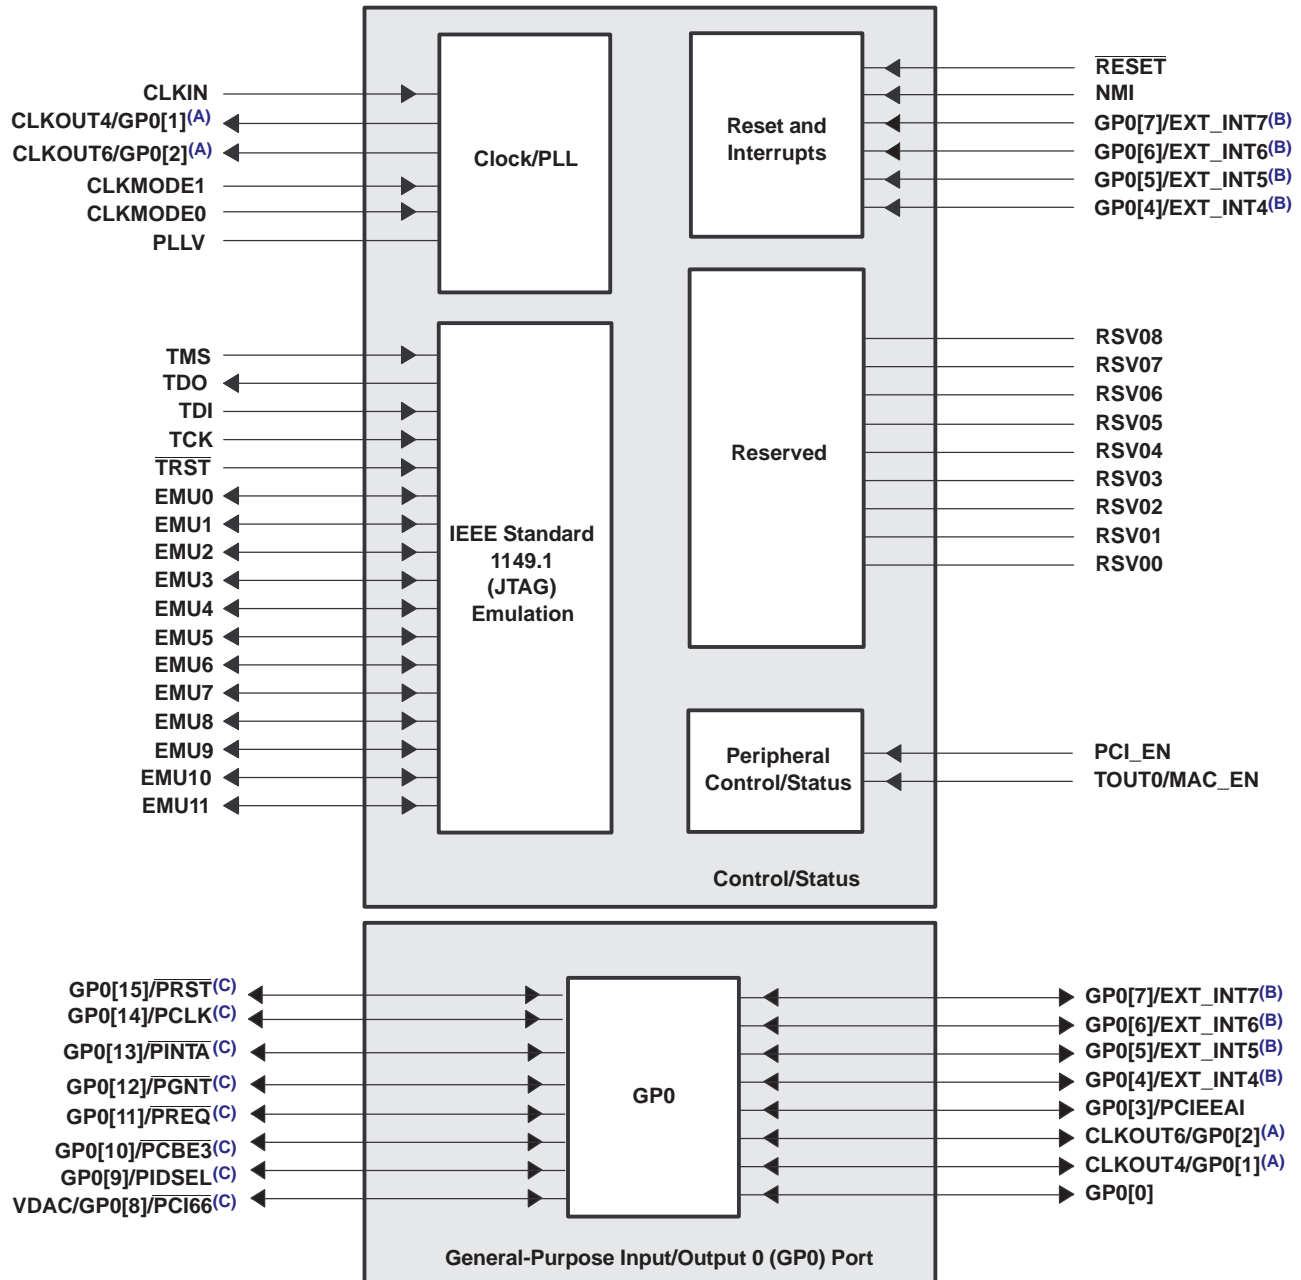 CLKIN
CLKOUT4/GP0[1](A)
CLKOUT6/GP0[2](A)
CLKMODE1
CLKMODE0
PLLV
Clock/PLL
Reset and
Interrupts
RESET
NMI
GP0[7]/EXT_INT7(B)
GP0[6]/EXT_INT6(B)
GP0[5]/EXT_INT5(B)
GP0[4]/EXT_INT4(B)
TMS
TDO
TDI
TCK
TRST
EMU0
EMU1
EMU2
EMU3
EMU4
EMU5
EMU6
EMU7
EMU8
EMU9
EMU10
EMU11
IEEE Standard
1149.1
(JTAG)
Emulation
Reserved
RSV08
RSV07
RSV06
RSV05
RSV04
RSV03
RSV02
RSV01
RSV00
Peripheral
Control/Status
PCI_EN
TOUT0/MAC_EN
Control/Status
GP0[15]/PRST(C)
GP0[14]/PCLK(C)
GP0[13]/PINTA(C)
GP0[12]/PGNT(C)
GP0[11]/PREQ(C)
GP0[10]/PCBE3(C)
GP0[9]/PIDSEL(C)
VDAC/GP0[8]/PCI66(C)
GP0
GP0[7]/EXT_INT7(B)
GP0[6]/EXT_INT6(B)
GP0[5]/EXT_INT5(B)
GP0[4]/EXT_INT4(B)
GP0[3]/PCIEEAI
CLKOUT6/GP0[2](A)
CLKOUT4/GP0[1](A)
GP0[0]
General-Purpose Input/Output 0 (GP0) Port